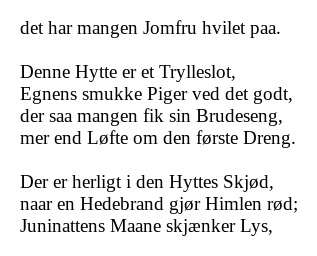 det har mangen Jomfru hvilet paa.
Denne Hytte er et Trylleslot,
Egnens smukke Piger ved det godt,
der saa mangen fik sin Brudeseng,
mer end Løfte om den første Dreng.
Der er herligt i den Hyttes Skjød,
naar en Hedebrand gjør Himlen rød;
Juninattens Maane skjænker Lys,